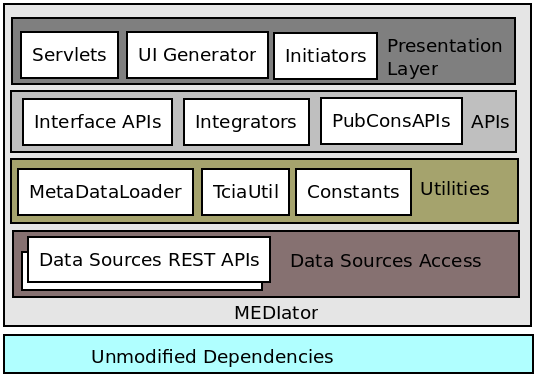 Servlets
UI Generator
Initiators
Presentation
Layer
Interface APIs
Integrators
PubConsAPIs
APIs
MetaDataLoader
TciaUtil
Constants
Utilities
Data Sources REST APIs
Data Sources Access
MEDIator
Unmodified Dependencies